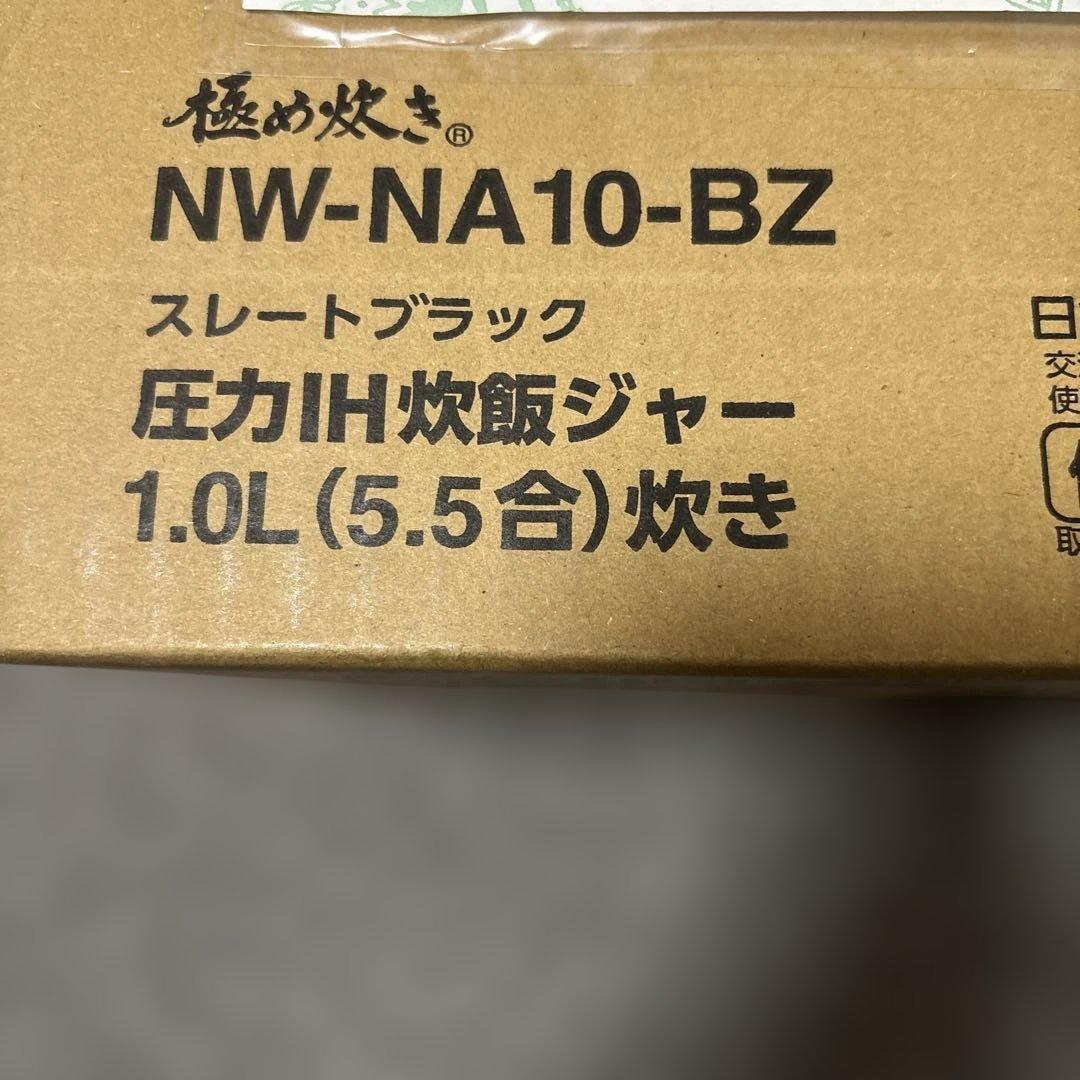 極め炊き®
NW-NA10-BZ
スレートブラック
圧力IH炊飯ジャー
1.0L(5.5合)炊き
日
交
使
取